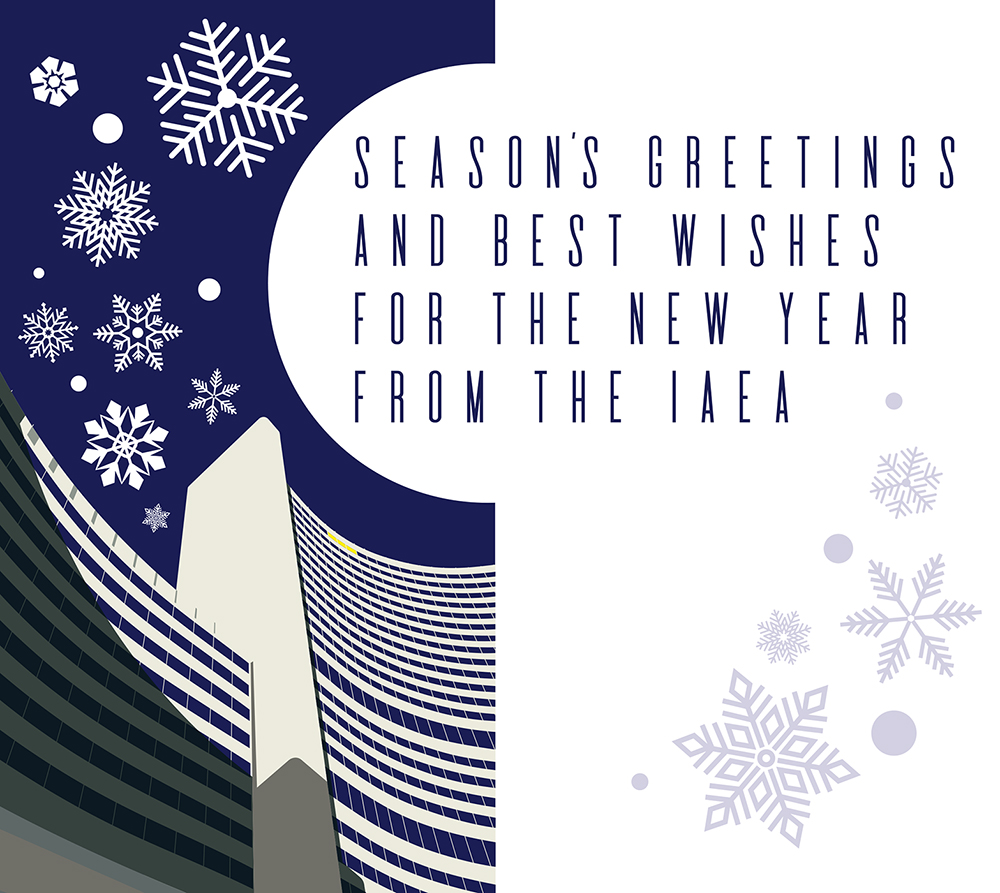 SEASON'S GREETINGS
AND BEST WISHES
FOR THE NEW YEAR
FROM THE IAEA